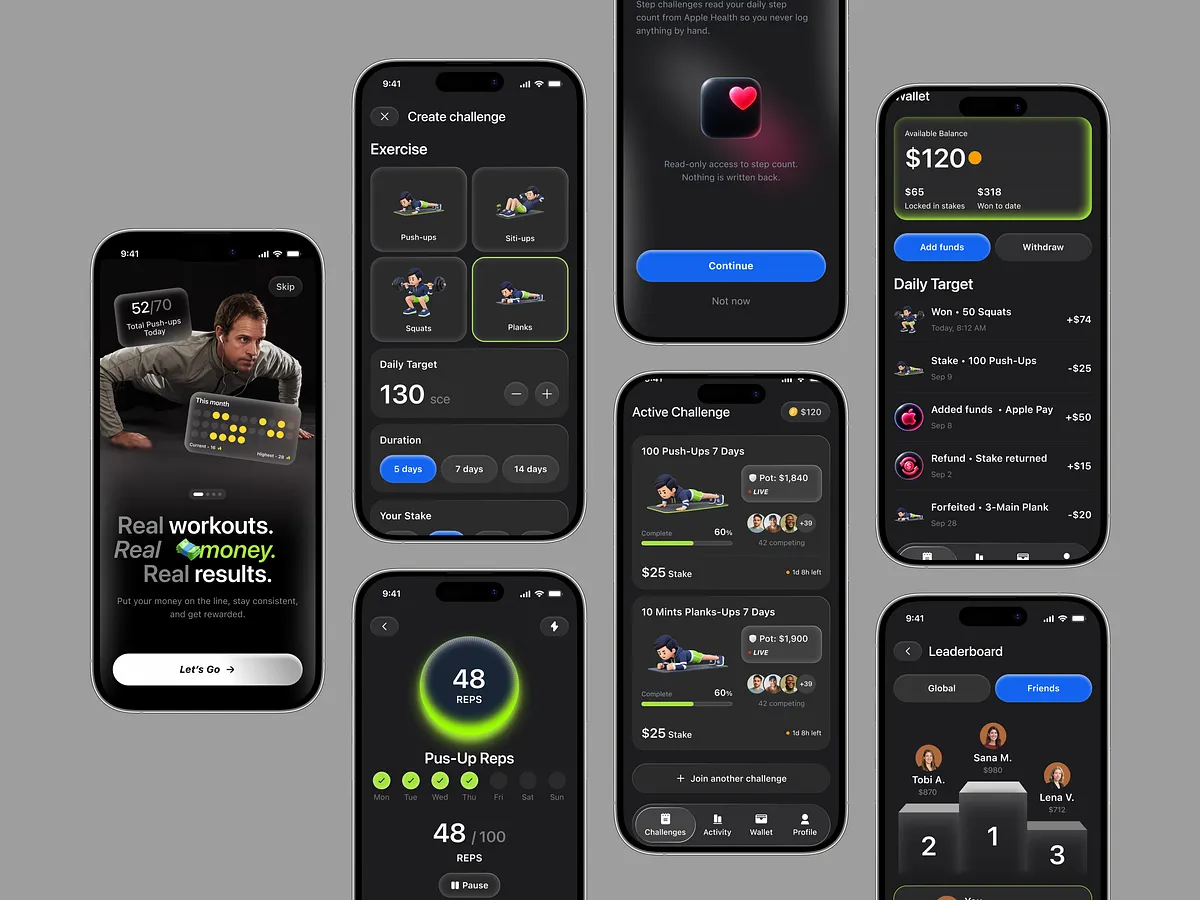 9:41
Skip
52/70
Total Push-ups
Today
This month
Current - 16
Highest - 28
Real workouts.
Real money.
Real results.
Put your money on the line, stay consistent,
and get rewarded.
Let's Go →
9:41
Create challenge
Exercise
Push-ups
Siti-ups
Squats
Planks
Daily Target
130 sce
Duration
5 days
7 days
14 days
Your Stake
9:41
48
REPS
Pus-Up Reps
Mon
Tue
Wed
Thu
Fri
Sat
Sun
48 / 100
REPS
Pause
Step challenges read your daily step
count from Apple Health so you never log
anything by hand.
Read-only access to step count.
Nothing is written back.
Continue
Not now
9:41
Active Challenge
$120
100 Push-Ups 7 Days
Pot: $1,840
LIVE
+39
Complete
60%
42 competing
$25 Stake
1d 8h left
10 Mints Planks-Ups 7 Days
Pot: $1,900
LIVE
+39
Complete
60%
42 competing
$25 Stake
1d 8h left
+ Join another challenge
Challenges
Activity
Wallet
Profile
Wallet
Available Balance
$120
$65
$318
Locked in stakes
Won to date
Add funds
Withdraw
Daily Target
Won • 50 Squats
Today, 8:12 AM
+$74
Stake • 100 Push-Ups
Sep 9
-$25
Added funds • Apple Pay
Sep 8
+$50
Refund • Stake returned
Sep 2
+$15
Forfeited • 3-Main Plank
Sep 28
-$20
9:41
Leaderboard
Global
Friends
Sana M.
$980
Tobi A.
$870
Lena V.
$712
2
1
3
You